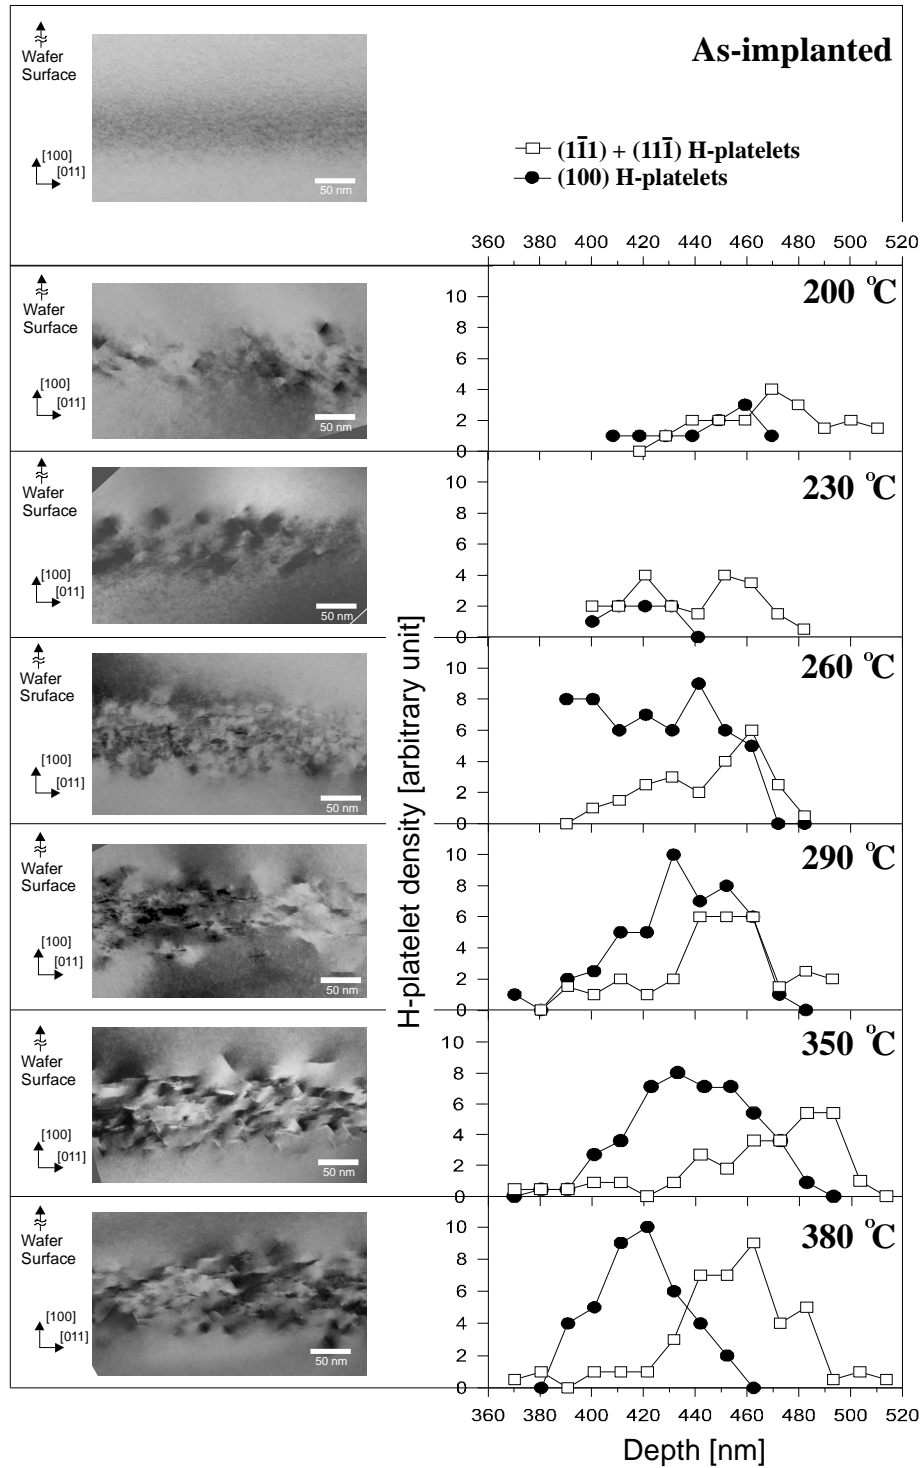 Wafer
Surface
[100]
[011]
50 nm
As-implanted
(1̅1̅1) + (111̅) H-platelets
(100) H-platelets
360 380 400 420 440 460 480 500 520
Wafer
Surface
[100]
[011]
50 nm
10
8
6
4
2
0
200 °C
Wafer
Surface
[100]
[011]
50 nm
10
8
6
4
2
0
230 °C
Wafer
Sruface
[100]
[011]
50 nm
10
8
6
4
2
0
260 °C
H-platelet density [arbitrary unit]
Wafer
Surface
[100]
[011]
50 nm
10
8
6
4
2
0
290 °C
Wafer
Surface
[100]
[011]
50 nm
10
8
6
4
2
0
350 °C
Wafer
Surface
[100]
[011]
50 nm
10
8
6
4
2
0
380 °C
360 380 400 420 440 460 480 500 520
Depth [nm]